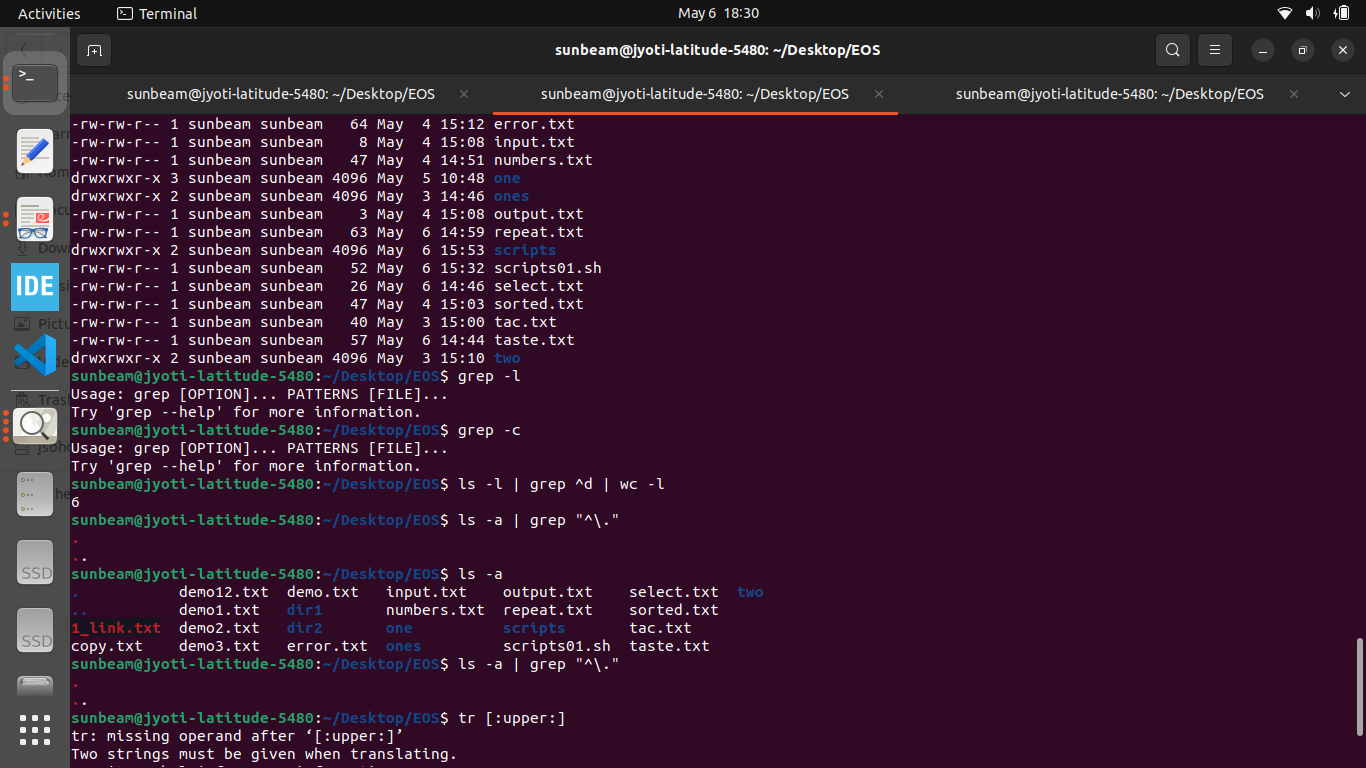 Activities Terminal May 6 18:30
sunbeam@jyoti-latitude-5480: ~/Desktop/EOS
sunbeam@jyoti-latitude-5480: ~/Desktop/EOS sunbeam@jyoti-latitude-5480: ~/Desktop/EOS sunbeam@jyoti-latitude-5480: ~/Desktop/EOS
-rw-rw-r-- 1 sunbeam sunbeam   64 May  4 15:12 error.txt
-rw-rw-r-- 1 sunbeam sunbeam    8 May  4 15:08 input.txt
-rw-rw-r-- 1 sunbeam sunbeam   47 May  4 14:51 numbers.txt
drwxrwxr-x 3 sunbeam sunbeam 4096 May  5 10:48 one
drwxrwxr-x 2 sunbeam sunbeam 4096 May  3 14:46 ones
-rw-rw-r-- 1 sunbeam sunbeam    3 May  4 15:08 output.txt
-rw-rw-r-- 1 sunbeam sunbeam   63 May  6 14:59 repeat.txt
drwxrwxr-x 2 sunbeam sunbeam 4096 May  6 15:53 scripts
-rw-rw-r-- 1 sunbeam sunbeam   52 May  6 15:32 scripts01.sh
-rw-rw-r-- 1 sunbeam sunbeam   26 May  6 14:46 select.txt
-rw-rw-r-- 1 sunbeam sunbeam   47 May  4 15:03 sorted.txt
-rw-rw-r-- 1 sunbeam sunbeam   40 May  3 15:00 tac.txt
-rw-rw-r-- 1 sunbeam sunbeam   57 May  6 14:44 taste.txt
drwxrwxr-x 2 sunbeam sunbeam 4096 May  3 15:10 two
sunbeam@jyoti-latitude-5480:~/Desktop/EOS$ grep -l
Usage: grep [OPTION]... PATTERNS [FILE]...
Try 'grep --help' for more information.
sunbeam@jyoti-latitude-5480:~/Desktop/EOS$ grep -c
Usage: grep [OPTION]... PATTERNS [FILE]...
Try 'grep --help' for more information.
sunbeam@jyoti-latitude-5480:~/Desktop/EOS$ ls -l | grep ^d | wc -l
6
sunbeam@jyoti-latitude-5480:~/Desktop/EOS$ ls -a | grep "^\."
.
..
sunbeam@jyoti-latitude-5480:~/Desktop/EOS$ ls -a
.           demo12.txt  demo.txt   input.txt    output.txt    select.txt  two
..          demo1.txt   dir1       numbers.txt  repeat.txt    sorted.txt
1_link.txt  demo2.txt   dir2       one          scripts       tac.txt
copy.txt    demo3.txt   error.txt  ones         scripts01.sh  taste.txt
sunbeam@jyoti-latitude-5480:~/Desktop/EOS$ ls -a | grep "^\."
.
..
sunbeam@jyoti-latitude-5480:~/Desktop/EOS$ tr [:upper:]
tr: missing operand after ‘[:upper:]’
Two strings must be given when translating.
IDE
SSD
SSD